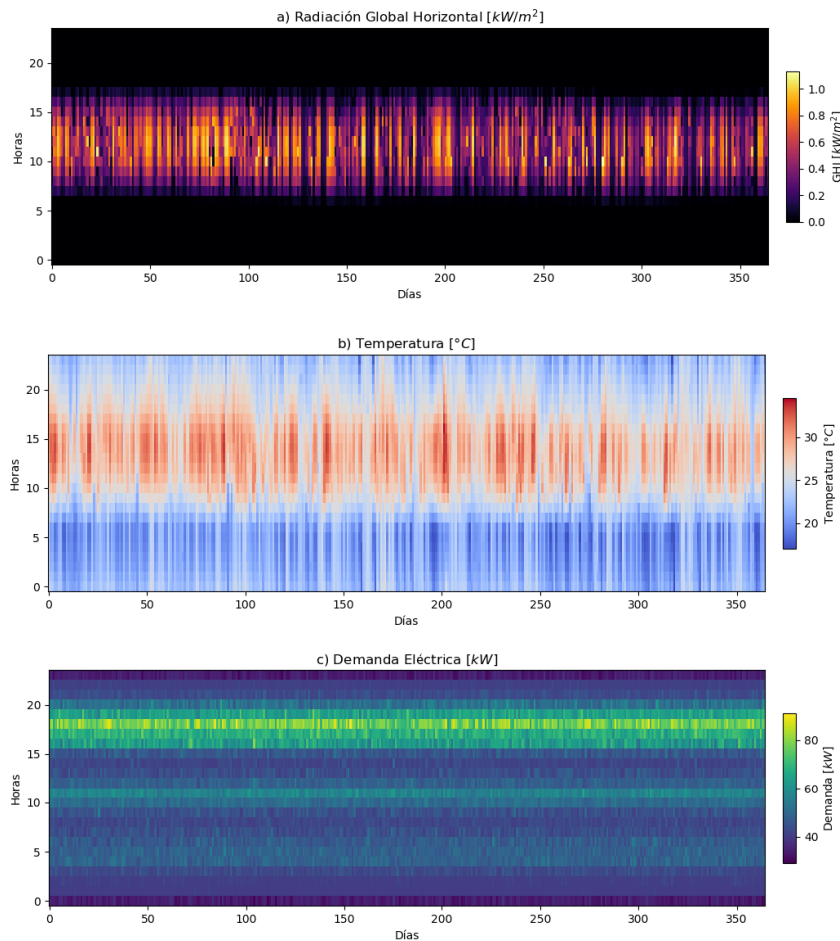 a) Radiación Global Horizontal [kW/m²]
20
15
10
5
0
Horas
0 50 100 150 200 250 300 350
Días
1.0
0.8
0.6
0.4
0.2
0.0
GHI [kW/m²]
b) Temperatura [°C]
20
15
10
5
0
Horas
0 50 100 150 200 250 300 350
Días
30
25
20
Temperatura [°C]
c) Demanda Eléctrica [kW]
20
15
10
5
0
Horas
0 50 100 150 200 250 300 350
Días
80
60
40
Demanda [kW]